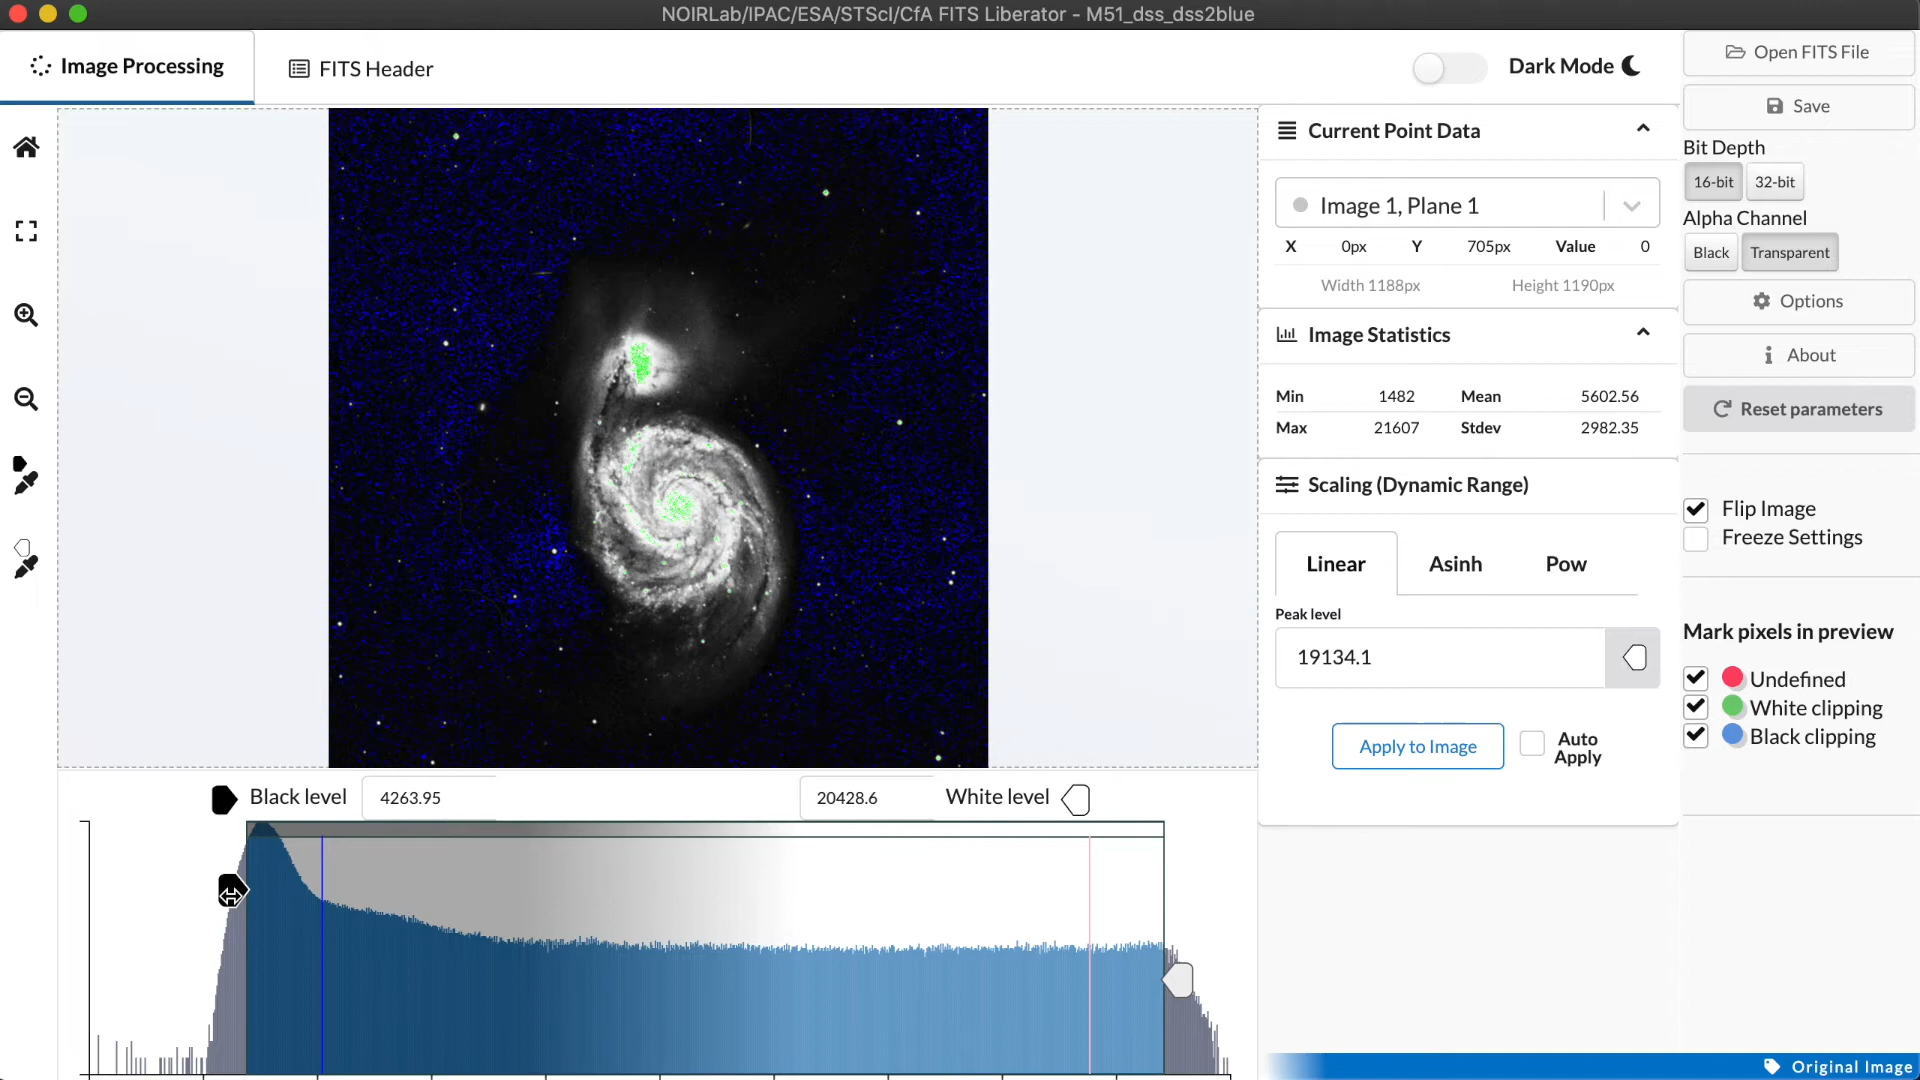 NOIRLab/IPAC/ESA/STScI/CfA FITS Liberator - M51_dss_dss2blue
Image Processing
FITS Header
Dark Mode
Open FITS File
Save
Bit Depth
16-bit 32-bit
Alpha Channel
Black Transparent
Options
About
Reset parameters
Flip Image
Freeze Settings
Mark pixels in preview
Undefined
White clipping
Black clipping
Current Point Data
Image 1, Plane 1
X 0px Y 705px Value 0
Width 1188px Height 1190px
Image Statistics
Min 1482 Mean 5602.56
Max 21607 Stdev 2982.35
Scaling (Dynamic Range)
Linear Asinh Pow
Peak level
19134.1
Apply to Image
Auto
Apply
Black level 4263.95
20428.6 White level
Original Image